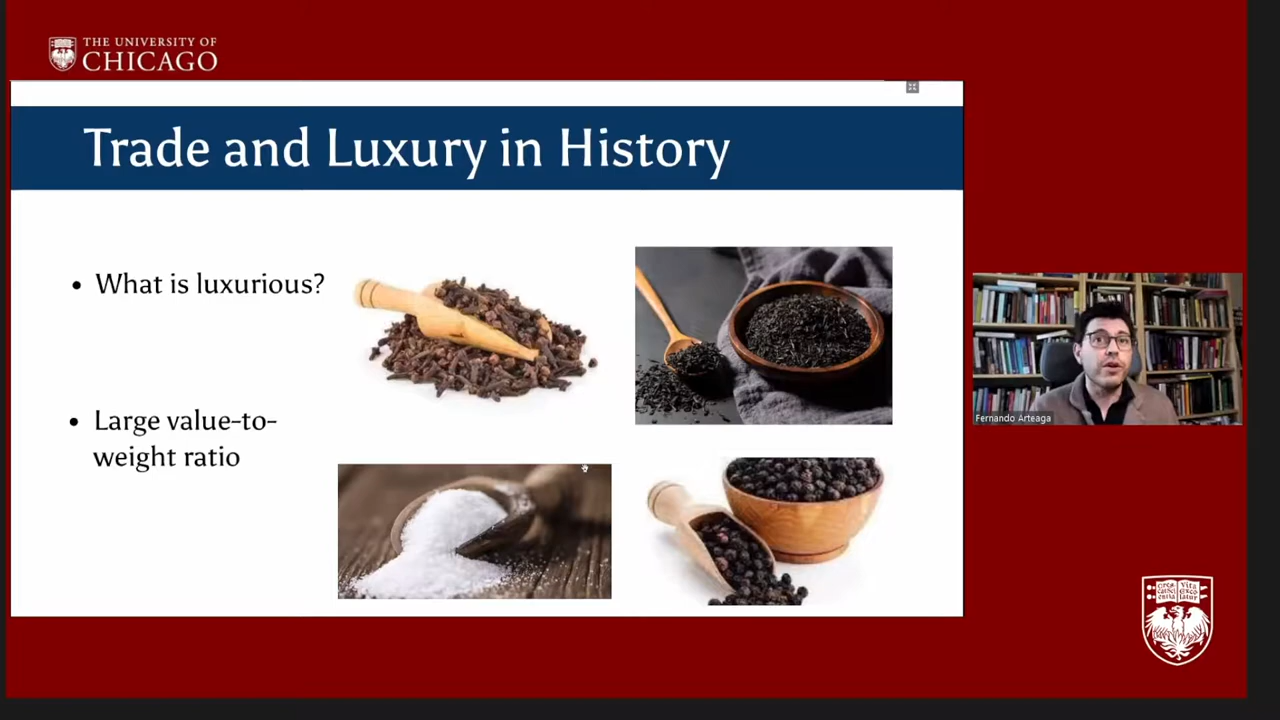 THE UNIVERSITY OF
CHICAGO
Trade and Luxury in History
• What is luxurious?
• Large value-to-
weight ratio
Fernando Arteaga